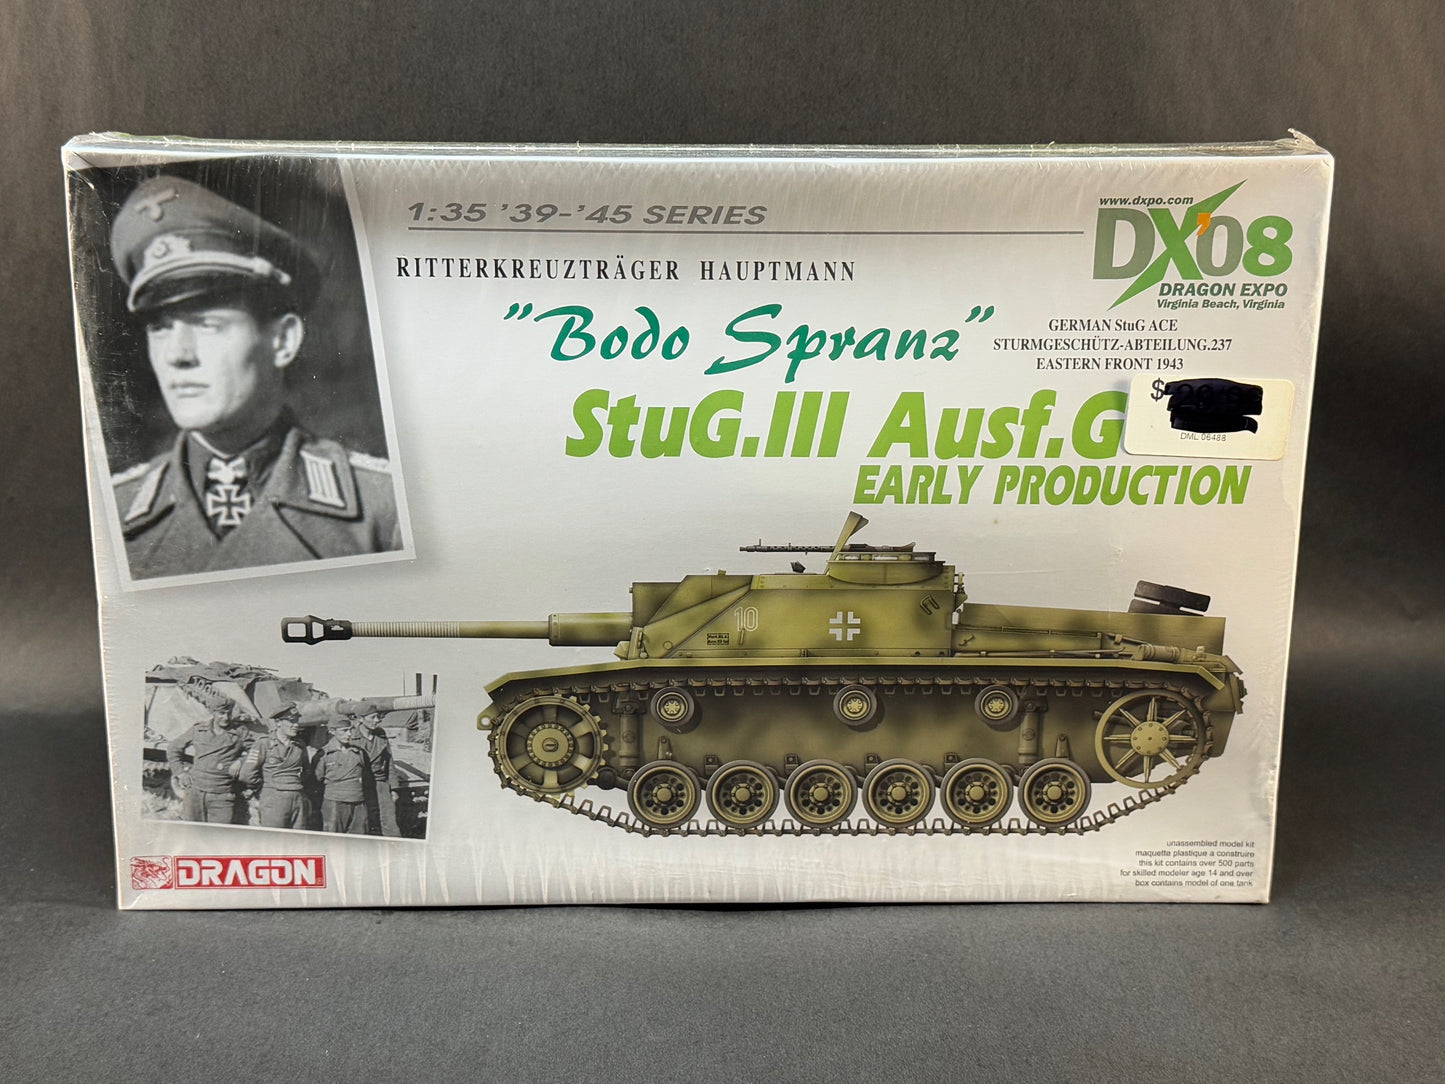 1:35 '39-'45 SERIES
www.dxpo.com
DX'08
DRAGON EXPO
Virginia Beach, Virginia
RITTERKREUZTRÄGER HAUPTMANN
"Bodo Spranz"
GERMAN StuG ACE
STURMGESCHÜTZ-ABTEILUNG.237
EASTERN FRONT 1943
StuG.III Ausf.G
$
DML 06488
EARLY PRODUCTION
10
DRAGON
unassembled model kit
maquette plastique a construire
this kit contains over 500 parts
for skilled modeler age 14 and over
box contains model of one tank